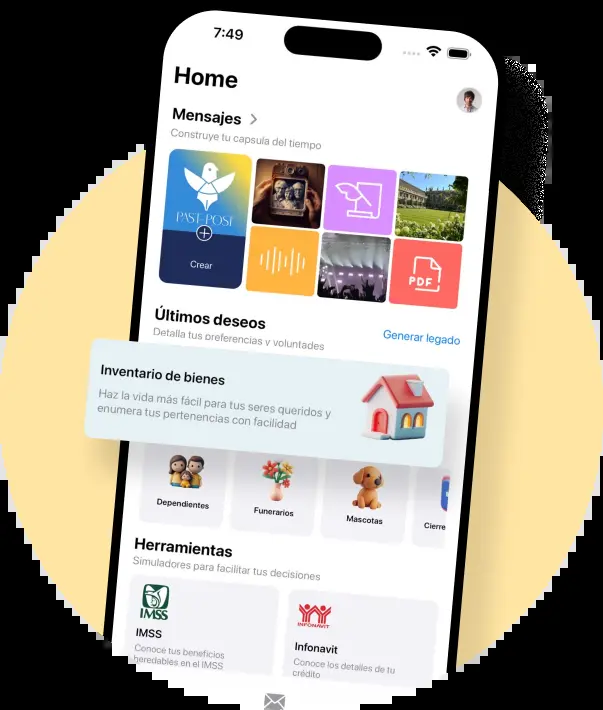 7:49
Home
Mensajes
Construye tu capsula del tiempo
PAST-POST
Crear
PDF
Últimos deseos
Generar legado
Detalla tus preferencias y voluntades
Inventario de bienes
Haz la vida más fácil para tus seres queridos y
enumera tus pertenencias con facilidad
Dependientes
Funerarios
Mascotas
Cierre
Herramientas
Simuladores para facilitar tus decisiones
IMSS
INFONAVIT
IMSS
Infonavit
Conoce tus beneficios
heredables en el IMSS
Conoce los detalles de tu
crédito